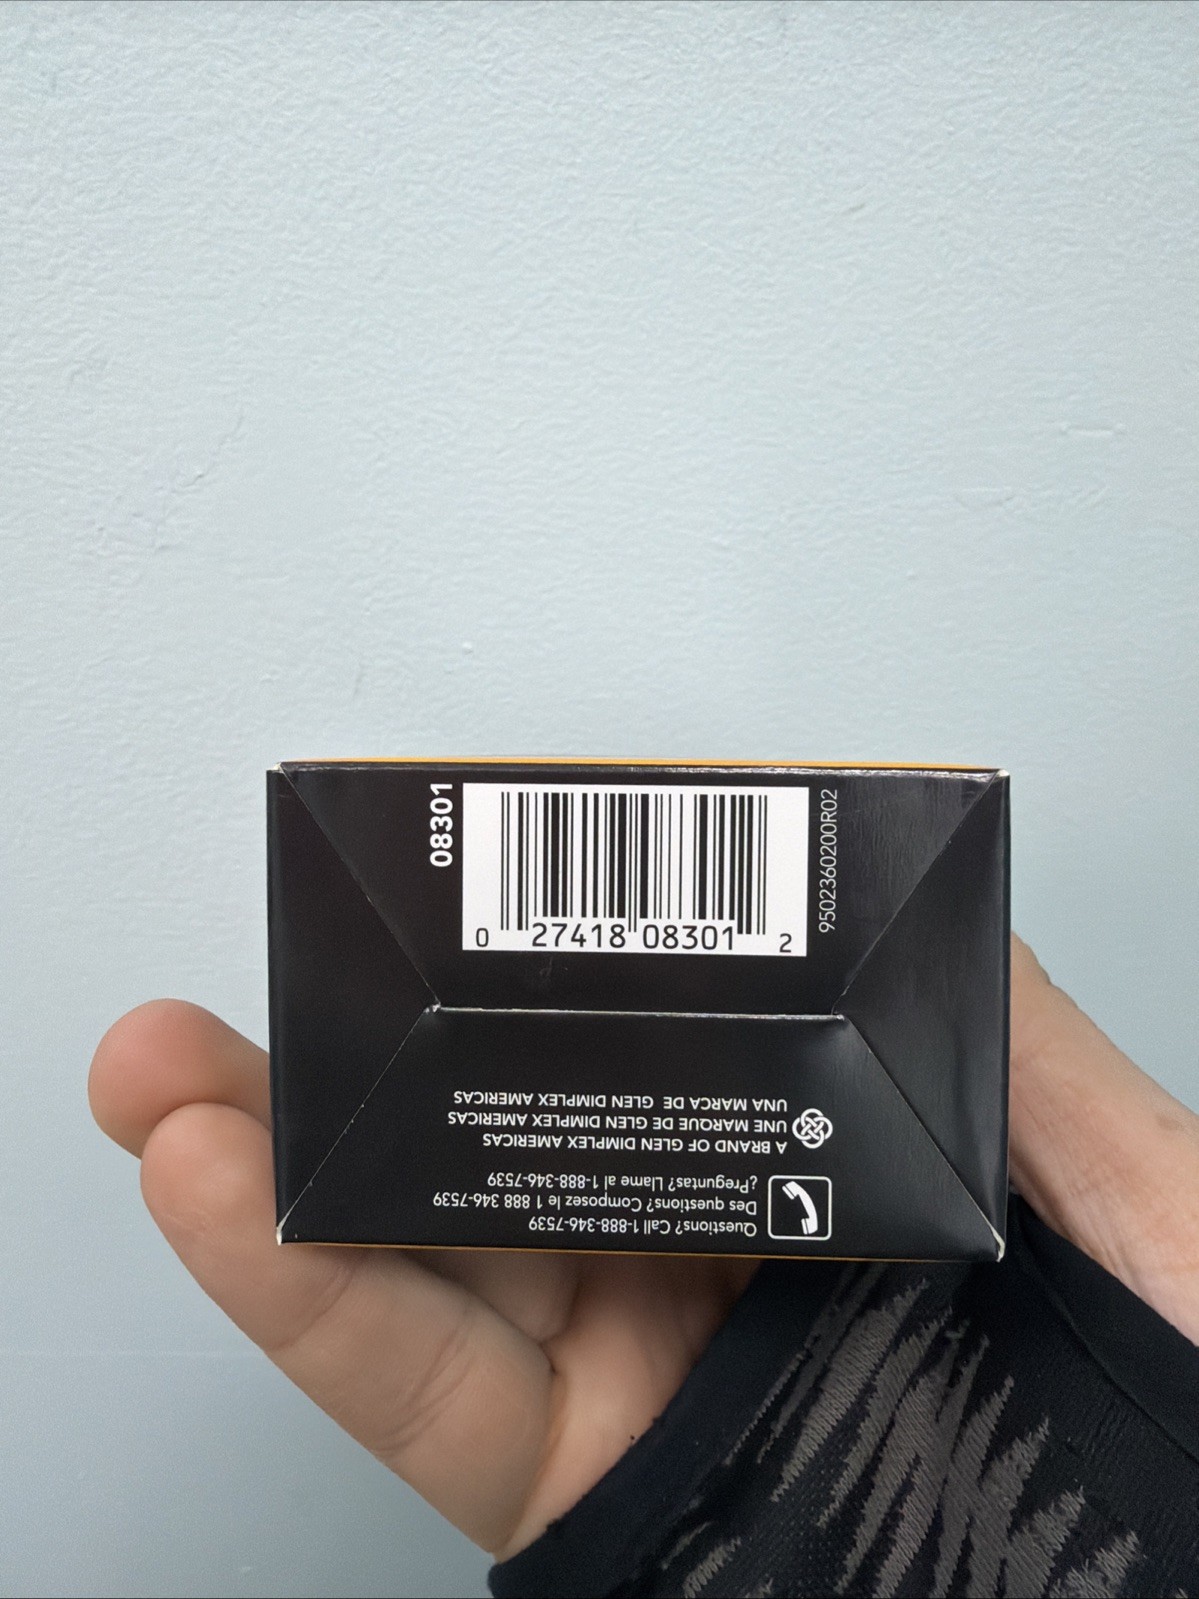 08301
9502360200R02
0 27418 08301 2
Questions? Call 1-888-346-7539
Des questions? Composez le 1 888 346-7539
¿Preguntas? Llame al 1-888-346-7539
A BRAND OF GLEN DIMPLEX AMERICAS
UNE MARQUE DE GLEN DIMPLEX AMERICAS
UNA MARCA DE GLEN DIMPLEX AMERICAS